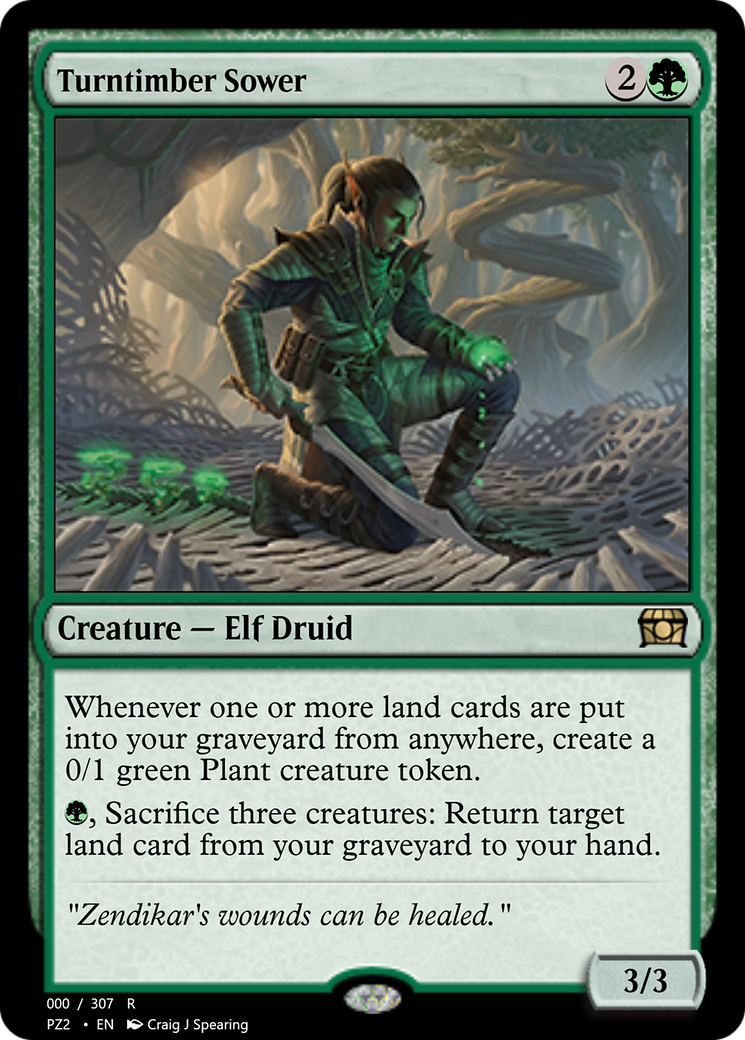 Turntimber Sower 2
Creature — Elf Druid
Whenever one or more land cards are put
into your graveyard from anywhere, create a
0/1 green Plant creature token.
, Sacrifice three creatures: Return target
land card from your graveyard to your hand.
"Zendikar's wounds can be healed."
3/3
000 / 307 R
PZ2 • EN Craig J Spearing